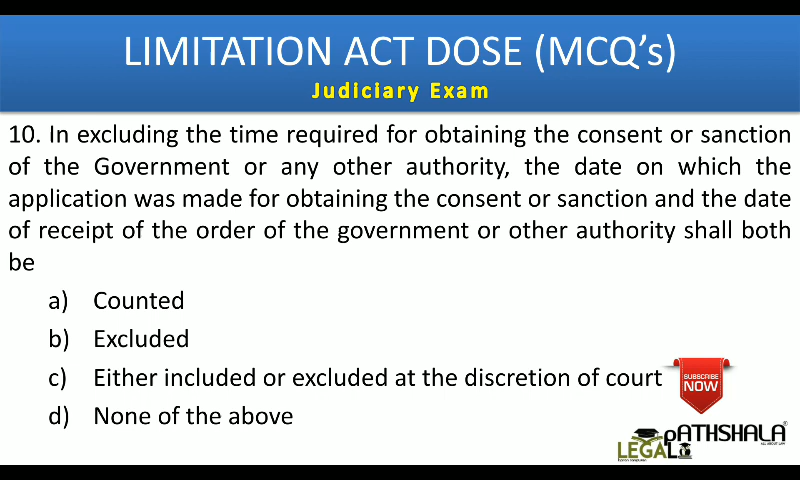 LIMITATION ACT DOSE (MCQ’s)
Judiciary Exam
10. In excluding the time required for obtaining the consent or sanction
of the Government or any other authority, the date on which the
application was made for obtaining the consent or sanction and the date
of receipt of the order of the government or other authority shall both
be
a) Counted
b) Excluded
c) Either included or excluded at the discretion of court
d) None of the above
SUBSCRIBE
NOW
pATHSHALA
ALL ABOUT LAW
LEGAL